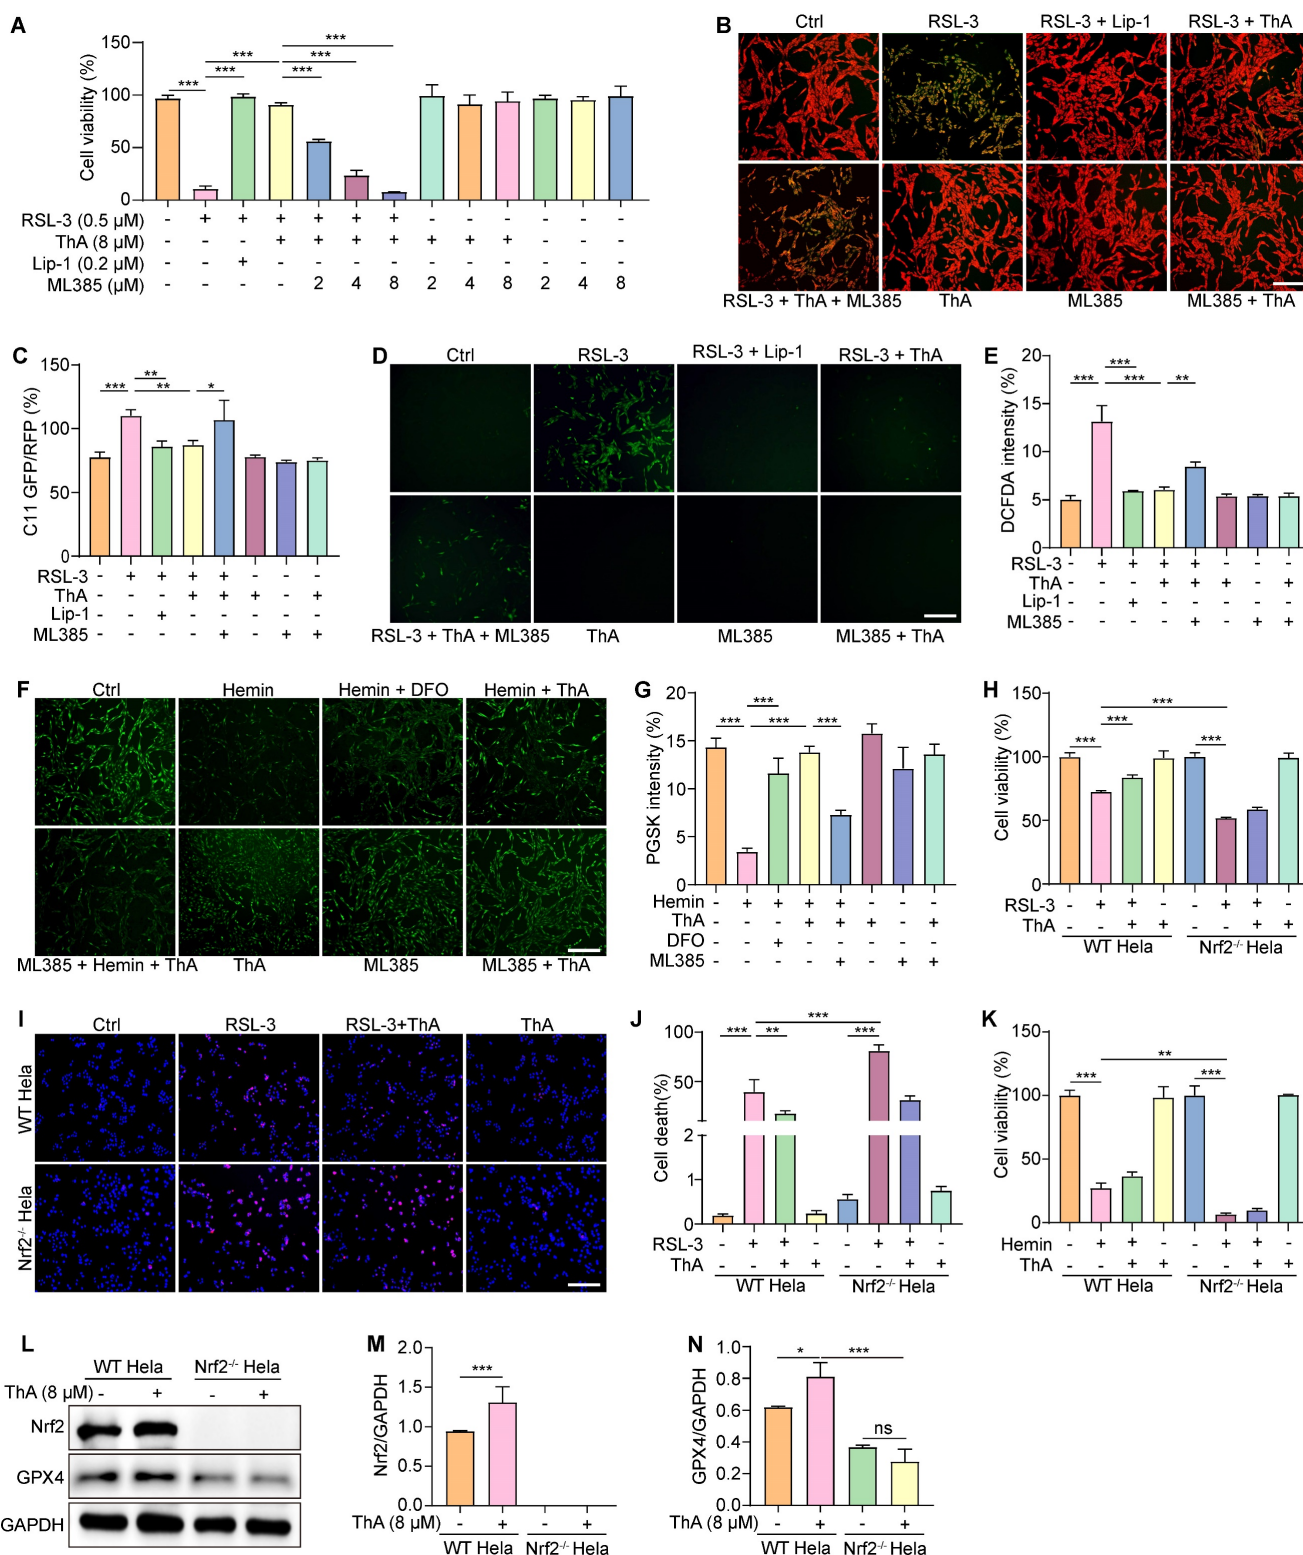 A
Cell viability (%)
150
100
50
0
*** *** *** *** *** ***
RSL-3 (0.5 µM) - + + + + + + - - - - - -
ThA (8 µM) - - - + + + + + + + - - -
Lip-1 (0.2 µM) - - + - - - - - - - - - -
ML385 (µM) - - - - 2 4 8 2 4 8 2 4 8
B
Ctrl RSL-3 RSL-3 + Lip-1 RSL-3 + ThA
RSL-3 + ThA + ML385 ThA ML385 ML385 + ThA
C
C11 GFP/RFP (%)
150
100
50
0
*** ** ** *
RSL-3 - + + + + - - -
ThA - - - + + + - +
Lip-1 - - + - - - - -
ML385 - - - - + - + +
D
Ctrl RSL-3 RSL-3 + Lip-1 RSL-3 + ThA
RSL-3 + ThA + ML385 ThA ML385 ML385 + ThA
E
DCFDA intensity (%)
20
15
10
5
0
*** *** *** **
RSL-3 - + + + + - - -
ThA - - - + + + - +
Lip-1 - - + - - - - -
ML385 - - - - + - + +
F
Ctrl Hemin Hemin + DFO Hemin + ThA
ML385 + Hemin + ThA ThA ML385 ML385 + ThA
G
PGSK intensity (%)
20
15
10
5
0
*** *** *** ***
Hemin - + + + + - - -
ThA - - - + + + - +
DFO - - + - - - - -
ML385 - - - - + - + +
H
Cell viability (%)
150
100
50
0
*** *** *** ***
RSL-3 - + + - - + + -
ThA - - + + - - + +
WT Hela Nrf2-/- Hela
I
Ctrl RSL-3 RSL-3+ThA ThA
WT Hela
Nrf2-/- Hela
J
Cell death(%)
100
50
2
1
0
*** ** *** ***
RSL-3 - + + - - + + -
ThA - - + + - - + +
WT Hela Nrf2-/- Hela
K
Cell viability (%)
150
100
50
0
*** ** ***
Hemin - + + - - + + -
ThA - - + + - - + +
WT Hela Nrf2-/- Hela
L
WT Hela Nrf2-/- Hela
ThA (8 µM) - + - +
Nrf2
GPX4
GAPDH
M
Nrf2/GAPDH
2.0
1.5
1.0
0.5
0.0
***
ThA (8 µM) - + - +
WT Hela Nrf2-/- Hela
N
GPX4/GAPDH
1.0
0.8
0.6
0.4
0.2
0.0
* *** ns
ThA (8 µM) - + - +
WT Hela Nrf2-/- Hela